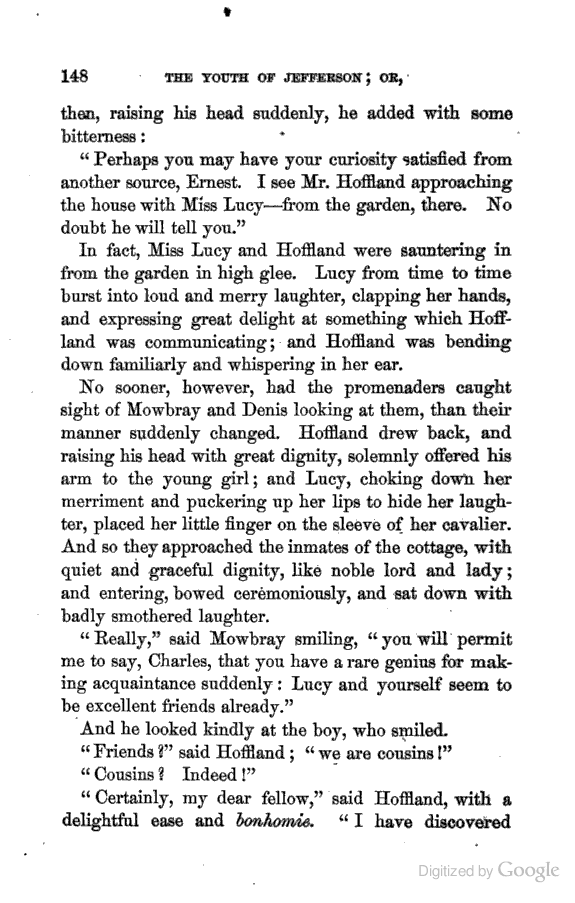 148 THE YOUTH OF JEFFERSON; OR,
then, raising his head suddenly, he added with some
bitterness:
“Perhaps you may have your curiosity satisfied from
another source, Ernest. I see Mr. Hoffland approaching
the house with Miss Lucy—from the garden, there. No
doubt he will tell you.”
In fact, Miss Lucy and Hoffland were sauntering in
from the garden in high glee. Lucy from time to time
burst into loud and merry laughter, clapping her hands,
and expressing great delight at something which Hoff-
land was communicating; and Hoffland was bending
down familiarly and whispering in her ear.
No sooner, however, had the promenaders caught
sight of Mowbray and Denis looking at them, than their
manner suddenly changed. Hoffland drew back, and
raising his head with great dignity, solemnly offered his
arm to the young girl; and Lucy, choking down her
merriment and puckering up her lips to hide her laugh-
ter, placed her little finger on the sleeve of her cavalier.
And so they approached the inmates of the cottage, with
quiet and graceful dignity, like noble lord and lady;
and entering, bowed ceremoniously, and sat down with
badly smothered laughter.
“Really,” said Mowbray smiling, “you will permit
me to say, Charles, that you have a rare genius for mak-
ing acquaintance suddenly: Lucy and yourself seem to
be excellent friends already.”
And he looked kindly at the boy, who smiled.
“Friends?” said Hoffland; “we are cousins!”
“Cousins? Indeed!”
“Certainly, my dear fellow,” said Hoffland, with a
delightful ease and bonhomie. “I have discovered
Digitized by Google